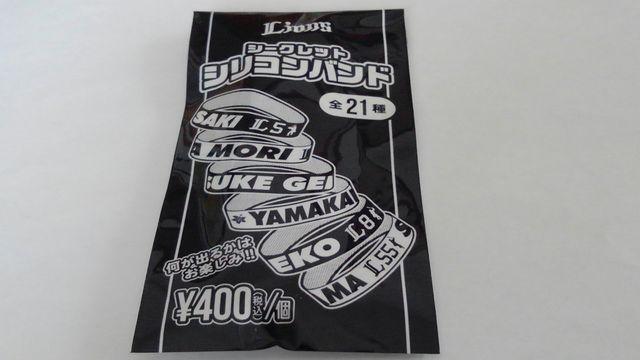 Lions
シークレット
シリコンバンド
全21種
SAKI L5
MORI
SUKE GE
YAMAKA
EKO L8
MA L55 S
何が出るかは
お楽しみ!!
¥400(税込)/個